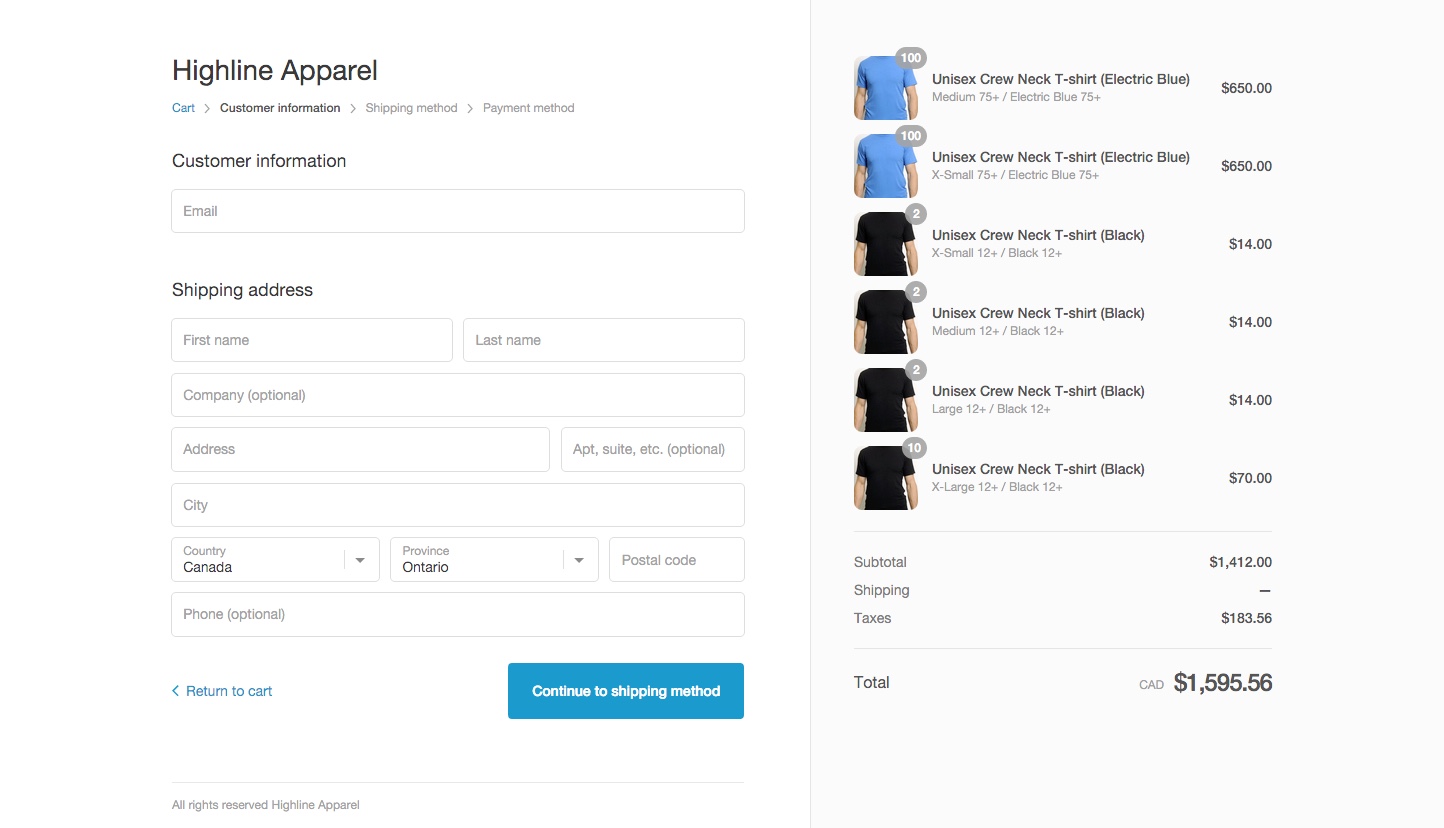 Highline Apparel
Cart > Customer information > Shipping method > Payment method
Customer information
Email
Shipping address
First name
Last name
Company (optional)
Address
Apt, suite, etc. (optional)
City
Country
Canada
Province
Ontario
Postal code
Phone (optional)
< Return to cart
Continue to shipping method
All rights reserved Highline Apparel
100
Unisex Crew Neck T-shirt (Electric Blue)
Medium 75+ / Electric Blue 75+
$650.00
100
Unisex Crew Neck T-shirt (Electric Blue)
X-Small 75+ / Electric Blue 75+
$650.00
2
Unisex Crew Neck T-shirt (Black)
X-Small 12+ / Black 12+
$14.00
2
Unisex Crew Neck T-shirt (Black)
Medium 12+ / Black 12+
$14.00
2
Unisex Crew Neck T-shirt (Black)
Large 12+ / Black 12+
$14.00
10
Unisex Crew Neck T-shirt (Black)
X-Large 12+ / Black 12+
$70.00
Subtotal $1,412.00
Shipping —
Taxes $183.56
Total CAD $1,595.56